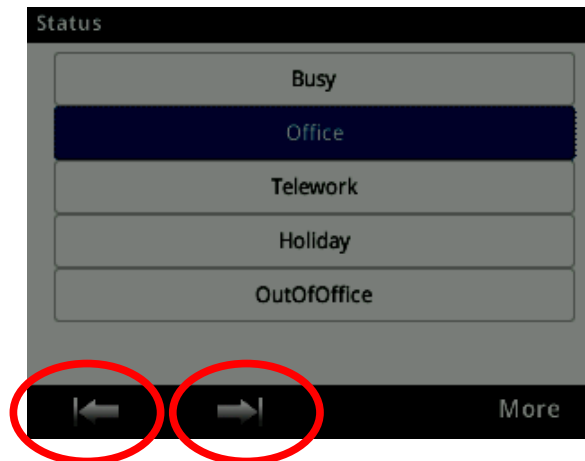 Status
Busy
Office
Telework
Holiday
OutOfOffice
More